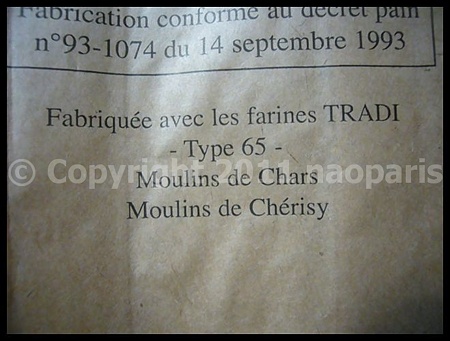 Fabrication conforme au décret pain
n°93-1074 du 14 septembre 1993
Fabriquée avec les farines TRADI
- Type 65 -
© Copyright 2011 naoparis
Moulins de Chars
Moulins de Chérisy